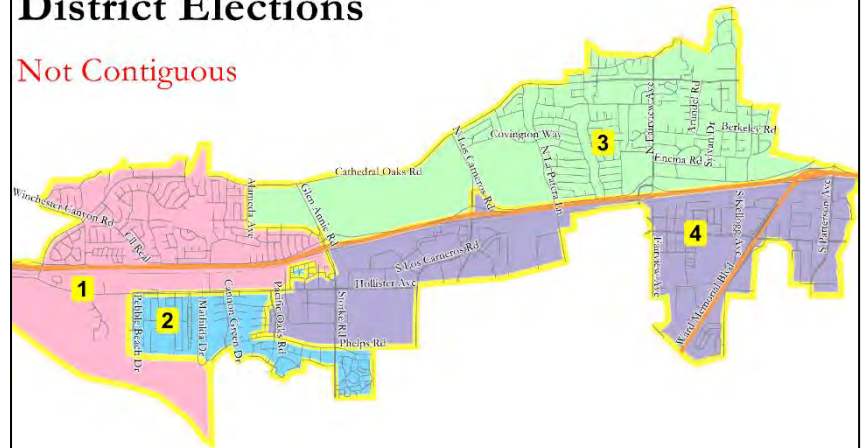 District Elections
Not Contiguous
3
N Fairview Ave
Arundel Rd
Berkeley Rd
Covington Way
Sylvan Dr
N Los Carneros Rd
Encina Rd
Cathedral Oaks Rd
N La Patera Ln
Winchester Canyon Rd
Alameda Ave
Glen Annie Rd
S Kellogg Ave
S Patterson Ave
4
Fairview Ave
S Los Carneros Rd
Hollister Ave
1
Cannon Green Dr
Pacific Oaks Rd
Storke Rd
2
Pebble Beach Dr
Mathilda Dr
Phelps Rd
Ward Memorial Blvd